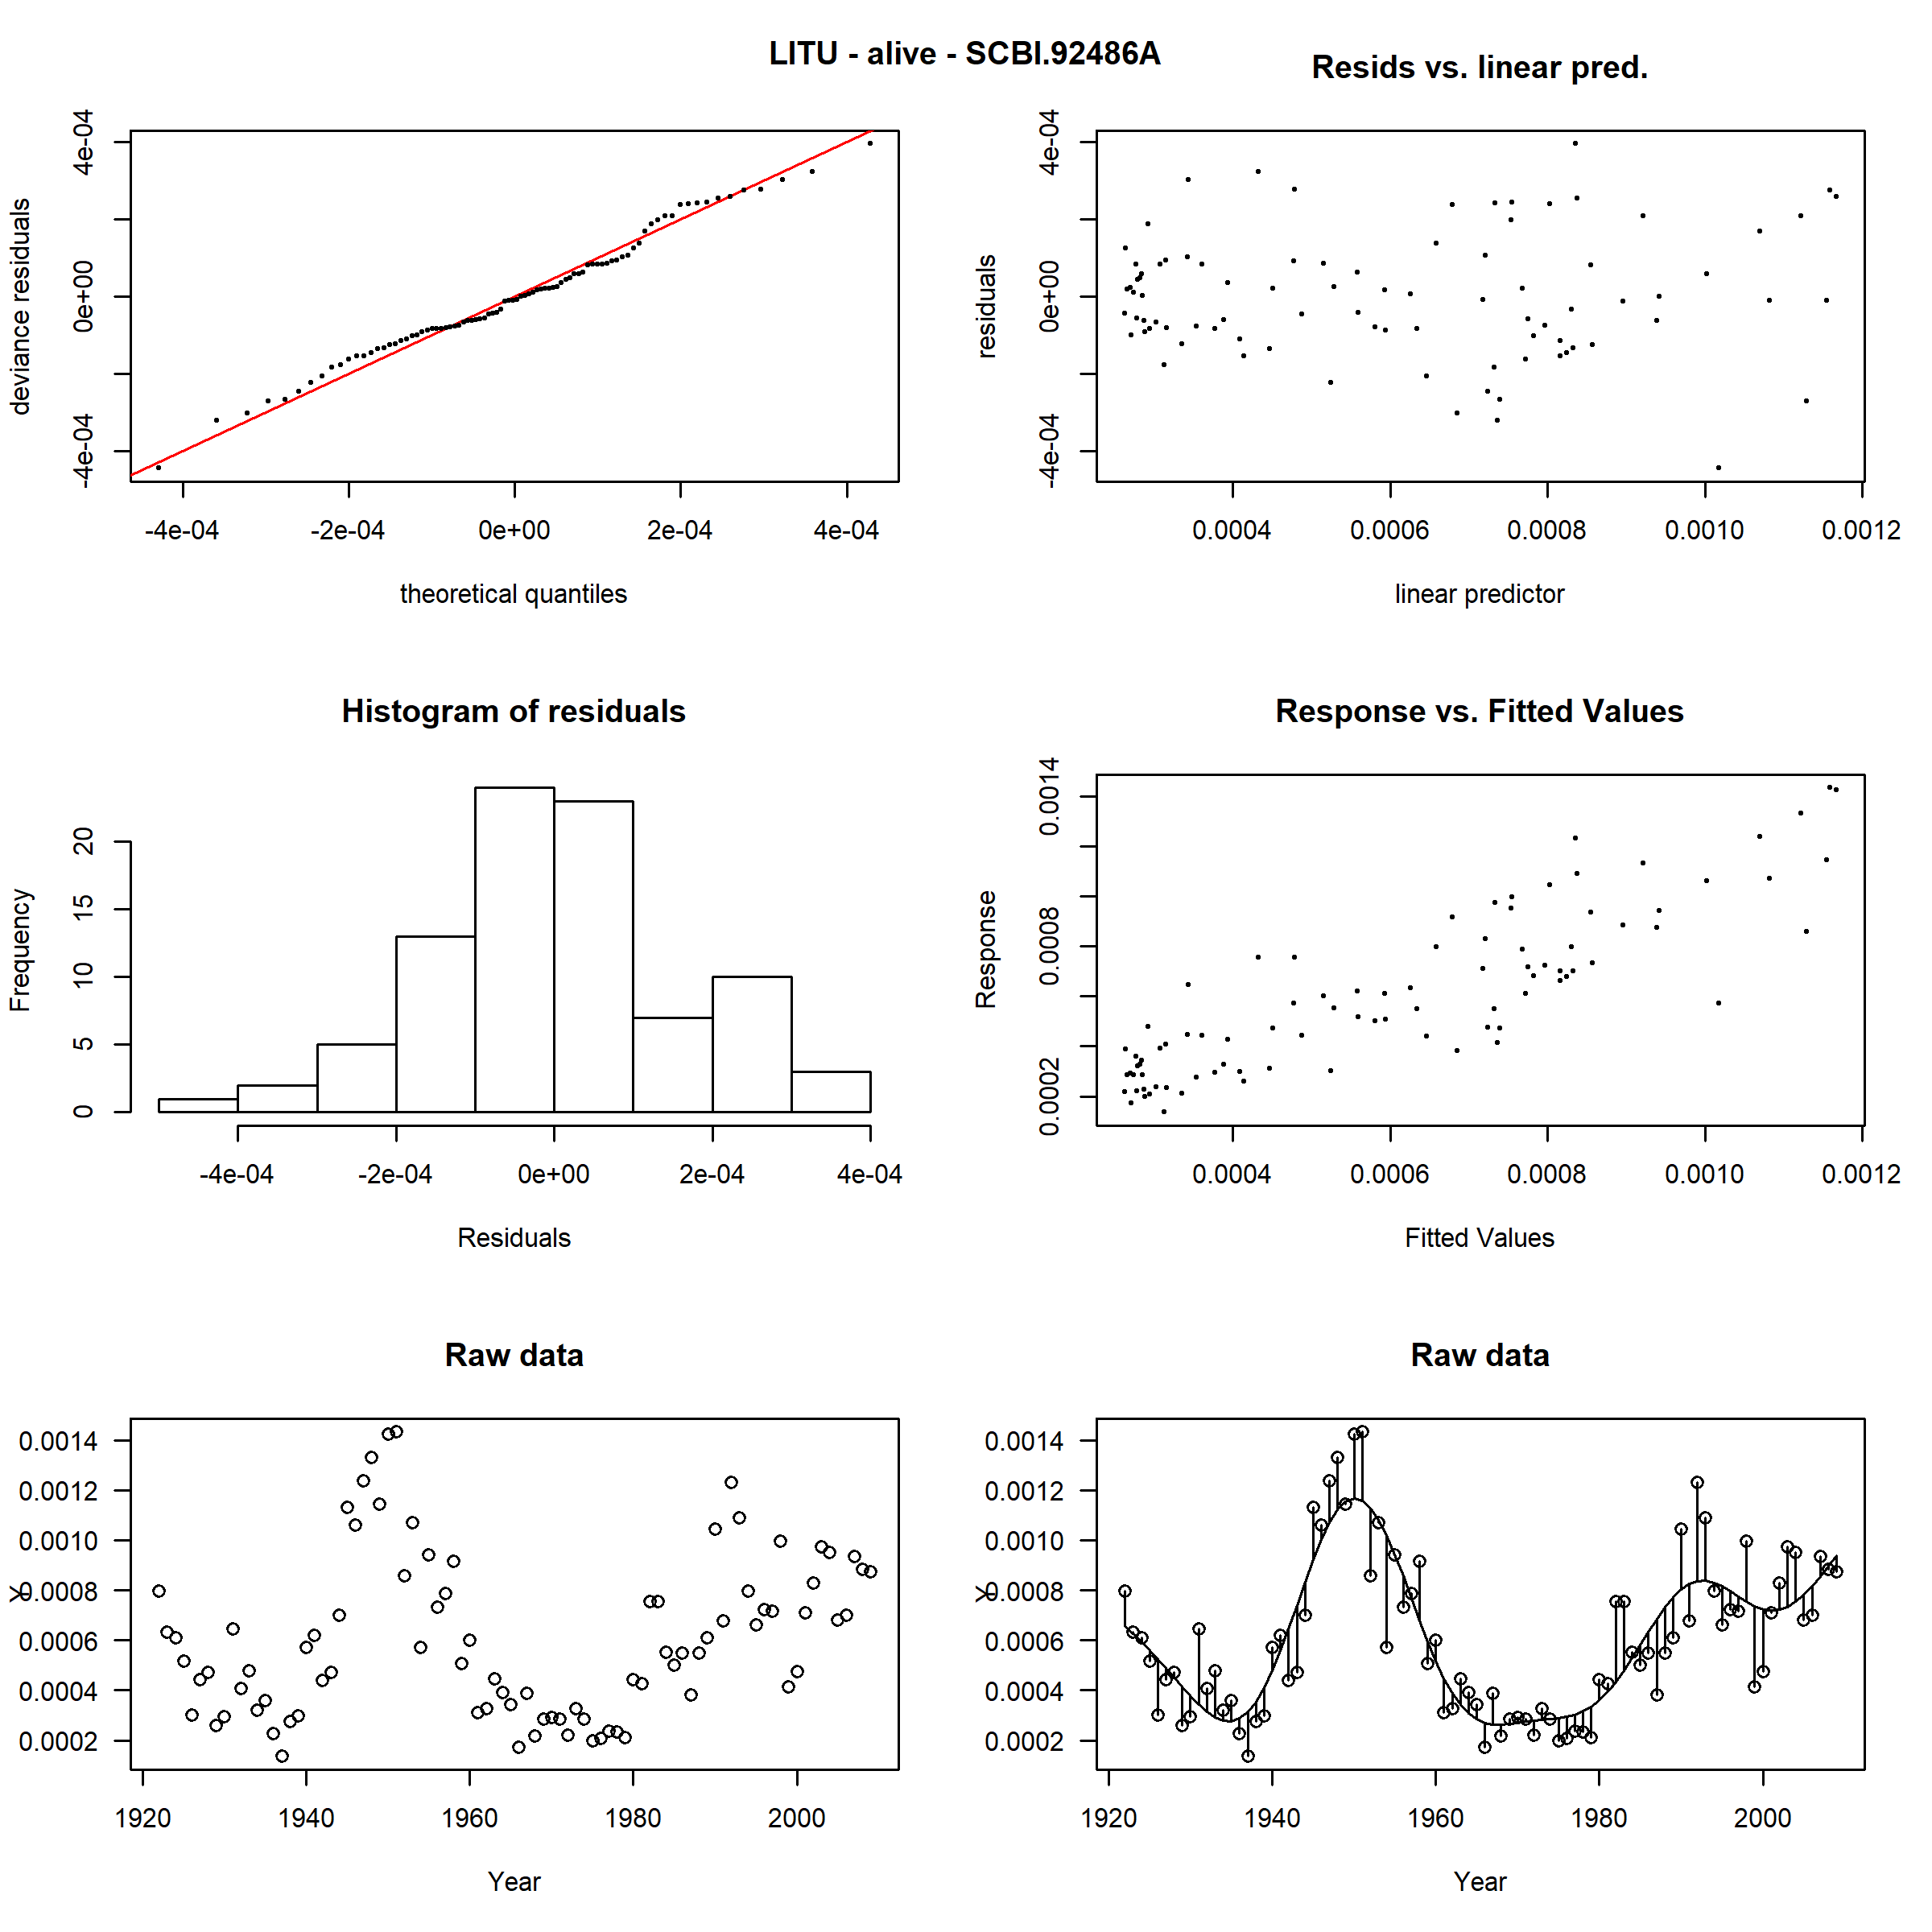 LITU - alive - SCBI.92486A
deviance residuals
4e-04
0e+00
-4e-04
-4e-04 -2e-04 0e+00 2e-04 4e-04
theoretical quantiles
Resids vs. linear pred.
residuals
4e-04
0e+00
-4e-04
0.0004 0.0006 0.0008 0.0010 0.0012
linear predictor
Histogram of residuals
Frequency
20
15
10
5
0
-4e-04 -2e-04 0e+00 2e-04 4e-04
Residuals
Response vs. Fitted Values
Response
0.0014
0.0008
0.0002
0.0004 0.0006 0.0008 0.0010 0.0012
Fitted Values
Raw data
Y
0.0014
0.0012
0.0010
0.0008
0.0006
0.0004
0.0002
1920 1940 1960 1980 2000
Year
Raw data
Y
0.0014
0.0012
0.0010
0.0008
0.0006
0.0004
0.0002
1920 1940 1960 1980 2000
Year